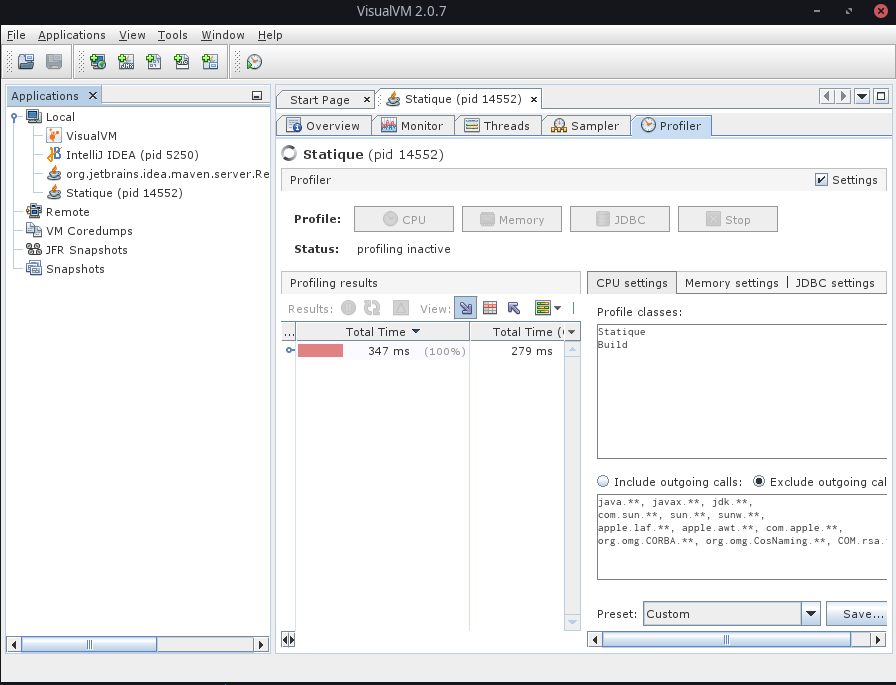 VisualVM 2.0.7
File Applications View Tools Window Help
Applications
Local
VisualVM
IntelliJ IDEA (pid 5250)
org.jetbrains.idea.maven.server.Re
Statique (pid 14552)
Remote
VM Coredumps
JFR Snapshots
Snapshots
Start Page
Statique (pid 14552)
Overview Monitor Threads Sampler Profiler
Statique (pid 14552)
Profiler Settings
Profile: CPU Memory JDBC Stop
Status: profiling inactive
Profiling results
Results: View:
... Total Time Total Time (
347 ms (100%) 279 ms
CPU settings Memory settings JDBC settings
Profile classes:
Statique
Build
Include outgoing calls: Exclude outgoing cal
java.**, javax.**, jdk.**,
com.sun.**, sun.**, sunw.**,
apple.laf.**, apple.awt.**, com.apple.**,
org.omg.CORBA.**, org.omg.CosNaming.**, COM.rsa.
Preset: Custom Save...